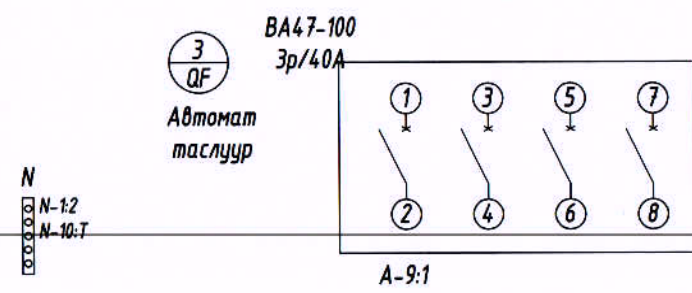 ВА47-100
3р/40А
3
QF
Автомат
таслуур
1 3 5 7
2 4 6 8
N
N-1:2
N-10:T
A-9:1